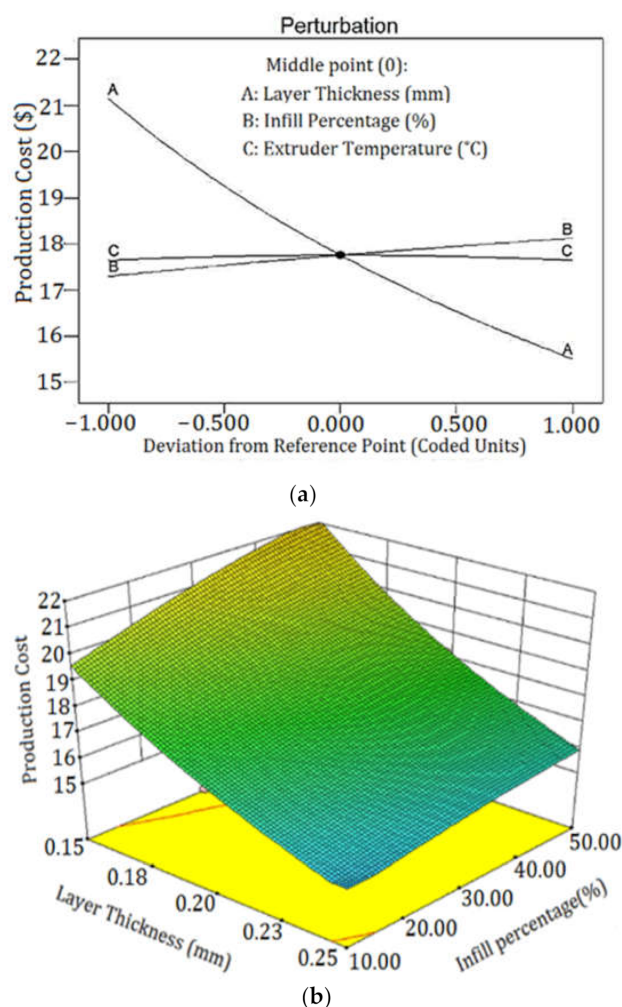 Perturbation
Middle point (0):
A: Layer Thickness (mm)
B: Infill Percentage (%)
C: Extruder Temperature (°C)
Production Cost ($)
22
21
20
19
18
17
16
15
A
C
B
B
C
A
−1.000
−0.500
0.000
0.500
1.000
Deviation from Reference Point (Coded Units)
(a)
Production Cost
22
21
20
19
18
17
16
15
0.15
0.18
0.20
0.23
0.25
Layer Thickness (mm)
10.00
20.00
30.00
40.00
50.00
Infill percentage(%)
(b)